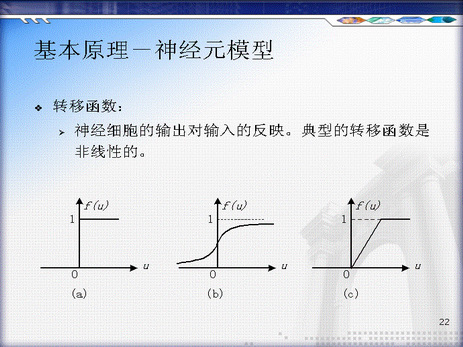 基本原理－神经元模型
转移函数：
神经细胞的输出对输入的反映。典型的转移函数是
非线性的。
f(u) f(u) f(u)
1 1 1
u u u
0 0 0
(a) (b) (c)
22